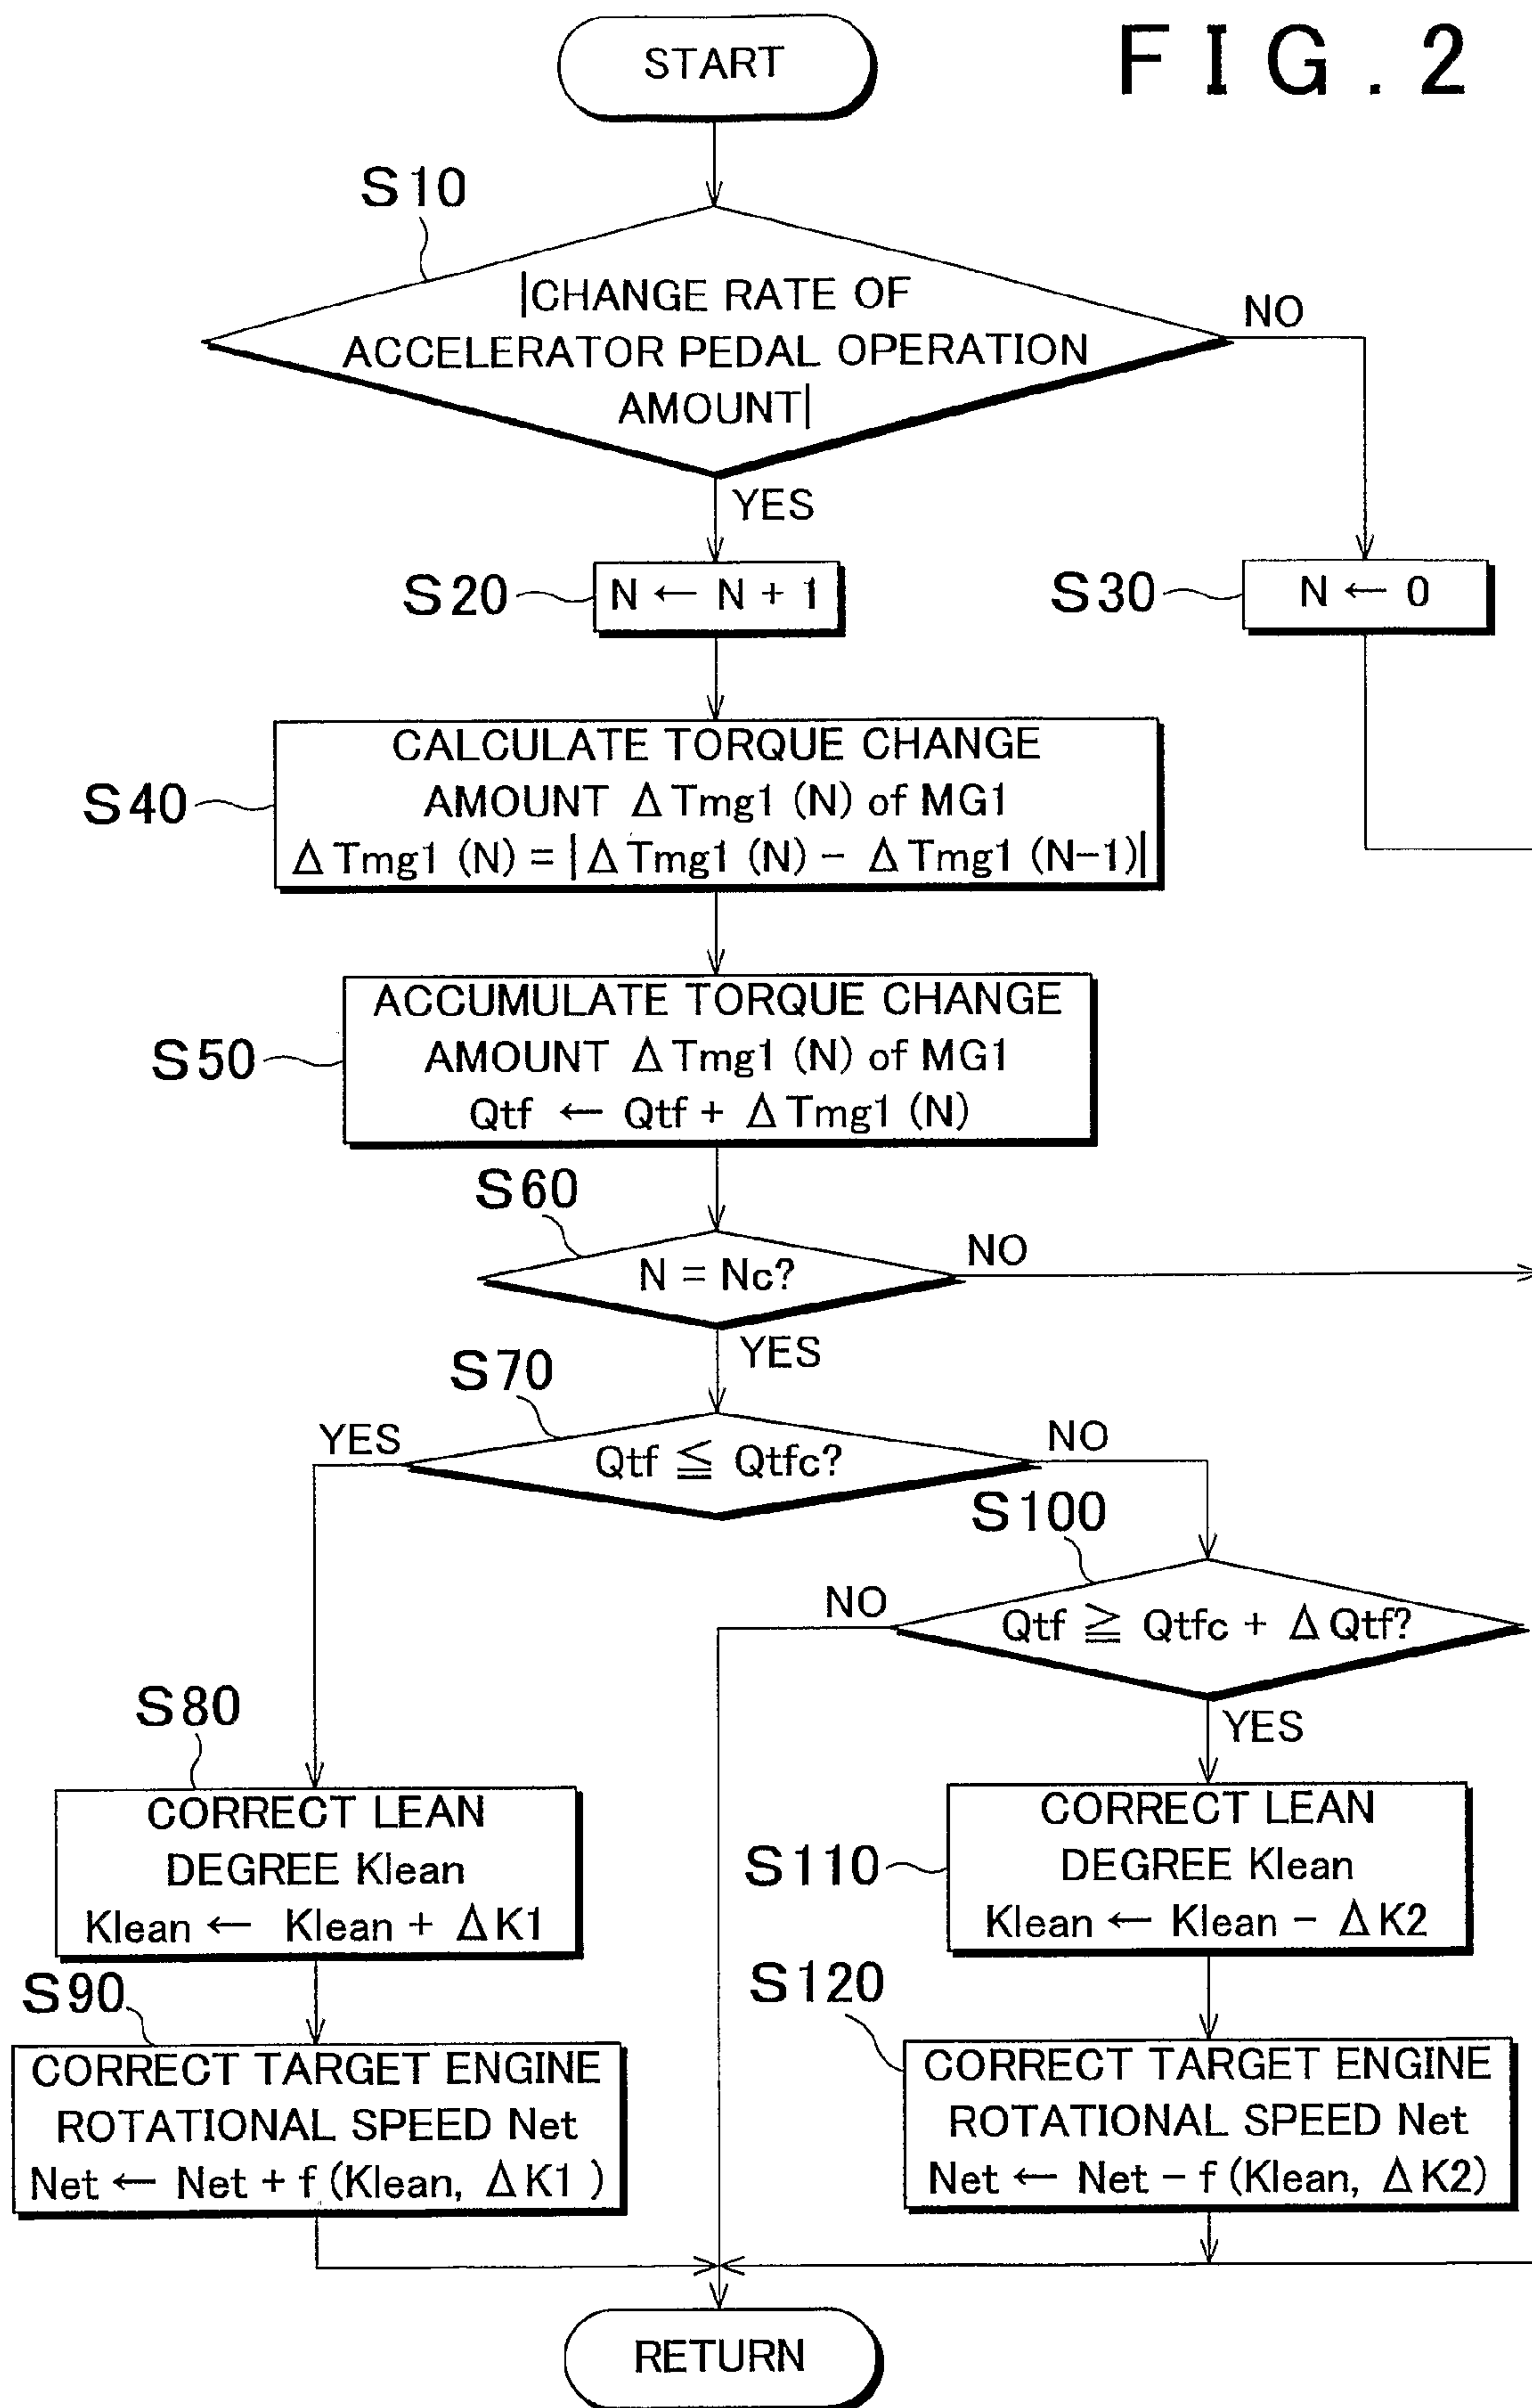 FIG.2
START
S10
|CHANGE RATE OF
ACCELERATOR PEDAL OPERATION
AMOUNT|
NO
YES
S20
N ← N + 1
S30
N ← 0
S40
CALCULATE TORQUE CHANGE
AMOUNT ΔTmg1 (N) of MG1
ΔTmg1 (N) = |ΔTmg1 (N) - ΔTmg1 (N-1)|
S50
ACCUMULATE TORQUE CHANGE
AMOUNT ΔTmg1 (N) of MG1
Qtf ← Qtf + ΔTmg1 (N)
S60
N = Nc?
NO
YES
S70
Qtf ≦ Qtfc?
YES
NO
S100
Qtf ≧ Qtfc + ΔQtf?
NO
YES
S80
CORRECT LEAN
DEGREE Klean
Klean ← Klean + ΔK1
S110
CORRECT LEAN
DEGREE Klean
Klean ← Klean - ΔK2
S90
CORRECT TARGET ENGINE
ROTATIONAL SPEED Net
Net ← Net + f (Klean, ΔK1 )
S120
CORRECT TARGET ENGINE
ROTATIONAL SPEED Net
Net ← Net - f (Klean, ΔK2)
RETURN